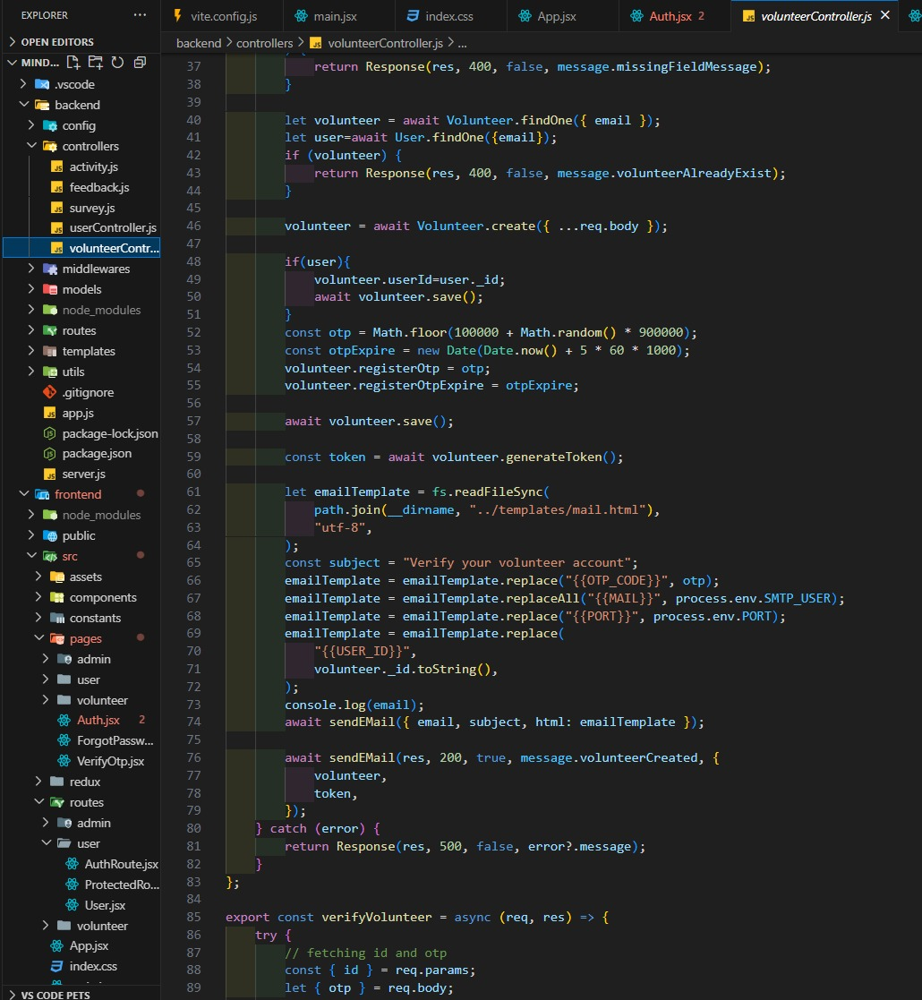 EXPLORER
OPEN EDITORS
MIND...
.vscode
backend
config
controllers
activity.js
feedback.js
survey.js
userController.js
volunteerContr...
middlewares
models
node_modules
routes
templates
utils
.gitignore
app.js
package-lock.json
package.json
server.js
frontend
node_modules
public
src
assets
components
constants
pages
admin
user
volunteer
Auth.jsx 2
ForgotPassw...
VerifyOtp.jsx
redux
routes
admin
user
AuthRoute.jsx
ProtectedRo...
User.jsx
volunteer
App.jsx
index.css
VS CODE PETS
vite.config.js main.jsx index.css App.jsx Auth.jsx 2 volunteerController.js
backend > controllers > volunteerController.js > ...
37 return Response(res, 400, false, message.missingFieldMessage);
38 }
39
40 let volunteer = await Volunteer.findOne({ email });
41 let user=await User.findOne({email});
42 if (volunteer) {
43 return Response(res, 400, false, message.volunteerAlreadyExist);
44 }
45
46 volunteer = await Volunteer.create({ ...req.body });
47
48 if(user){
49 volunteer.userId=user._id;
50 await volunteer.save();
51 }
52 const otp = Math.floor(100000 + Math.random() * 900000);
53 const otpExpire = new Date(Date.now() + 5 * 60 * 1000);
54 volunteer.registerOtp = otp;
55 volunteer.registerOtpExpire = otpExpire;
56
57 await volunteer.save();
58
59 const token = await volunteer.generateToken();
60
61 let emailTemplate = fs.readFileSync(
62 path.join(__dirname, "../templates/mail.html"),
63 "utf-8",
64 );
65 const subject = "Verify your volunteer account";
66 emailTemplate = emailTemplate.replace("{{OTP_CODE}}", otp);
67 emailTemplate = emailTemplate.replaceAll("{{MAIL}}", process.env.SMTP_USER);
68 emailTemplate = emailTemplate.replace("{{PORT}}", process.env.PORT);
69 emailTemplate = emailTemplate.replace(
70 "{{USER_ID}}",
71 volunteer._id.toString(),
72 );
73 console.log(email);
74 await sendEMail({ email, subject, html: emailTemplate });
75
76 await sendEMail(res, 200, true, message.volunteerCreated, {
77 volunteer,
78 token,
79 });
80 } catch (error) {
81 return Response(res, 500, false, error?.message);
82 }
83 };
84
85 export const verifyVolunteer = async (req, res) => {
86 try {
87 // fetching id and otp
88 const { id } = req.params;
89 let { otp } = req.body;